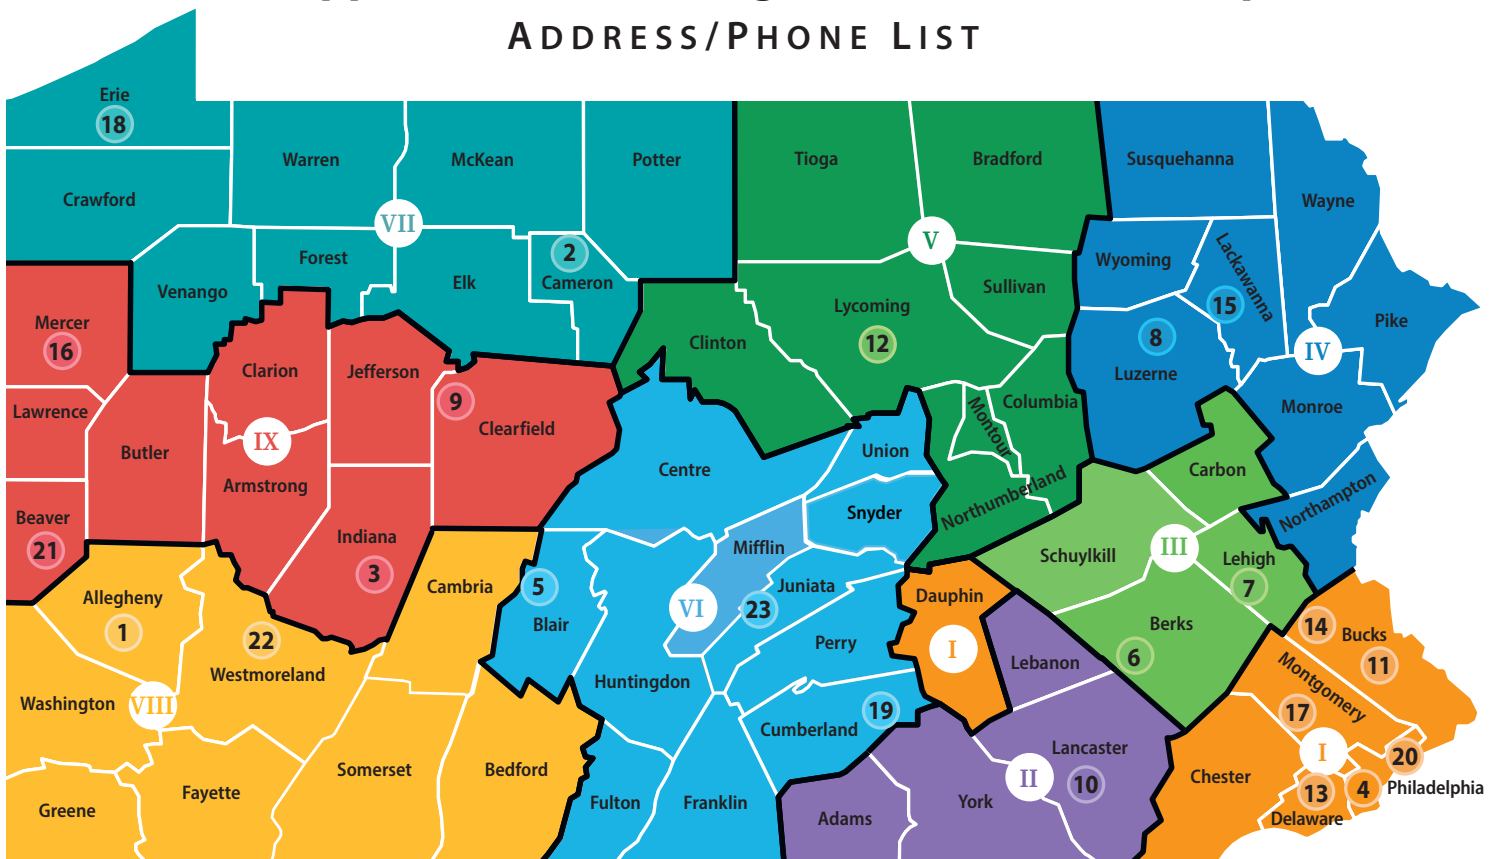 ADDRESS/PHONE LIST
Erie
18
Warren
McKean
Potter
Tioga
Bradford
Susquehanna
Crawford
Wayne
VII
V
Forest
2
Cameron
Elk
Venango
Wyoming
Lackawanna
15
Sullivan
Lycoming
12
Mercer
16
Clinton
8
Luzerne
Pike
IV
Clarion
Jefferson
9
Clearfield
Lawrence
Columbia
Montour
Monroe
Butler
IX
Armstrong
Centre
Union
Carbon
Northumberland
Northampton
Beaver
21
Indiana
3
Snyder
Mifflin
Schuylkill
III
Lehigh
7
Cambria
5
Blair
Juniata
23
VI
Dauphin
Allegheny
1
22
Westmoreland
Perry
I
Lebanon
Berks
6
14
Bucks
11
Huntingdon
Montgomery
17
Washington
VIII
19
Cumberland
Lancaster
10
II
I
20
Philadelphia
4
13
Delaware
Somerset
Bedford
Chester
Greene
Fayette
Fulton
Franklin
Adams
York